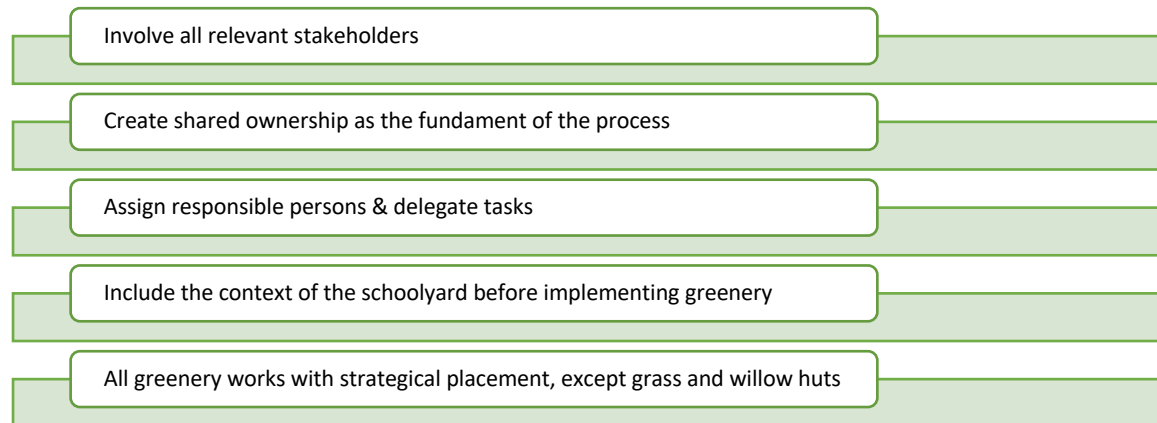 Involve all relevant stakeholders
Create shared ownership as the fundament of the process
Assign responsible persons & delegate tasks
Include the context of the schoolyard before implementing greenery
All greenery works with strategical placement, except grass and willow huts